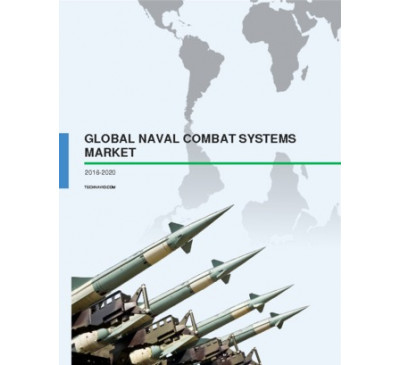 GLOBAL NAVAL COMBAT SYSTEMS
MARKET
2016-2020
TECHNAVIO.COM